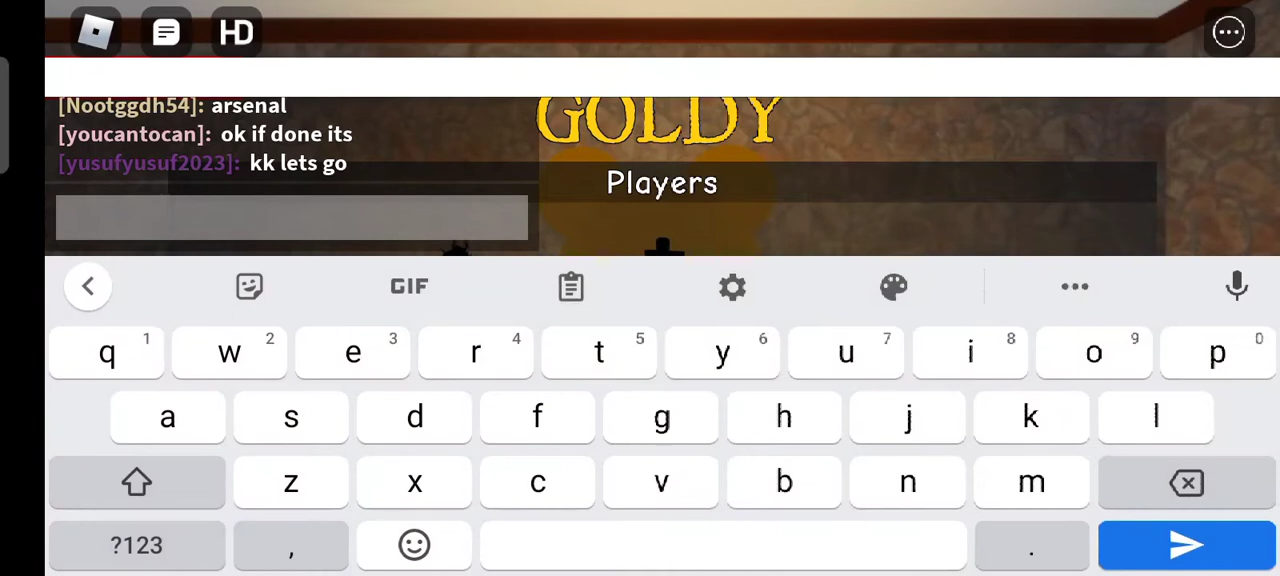 HD
[Nootggdh54]: arsenal
[youcantocan]: ok if done its
[yusufyusuf2023]: kk lets go
GOLDY
Players
GIF
q 1 w 2 e 3 r 4 t 5 y 6 u 7 i 8 o 9 p 0
a s d f g h j k l
z x c v b n m
?123 , .